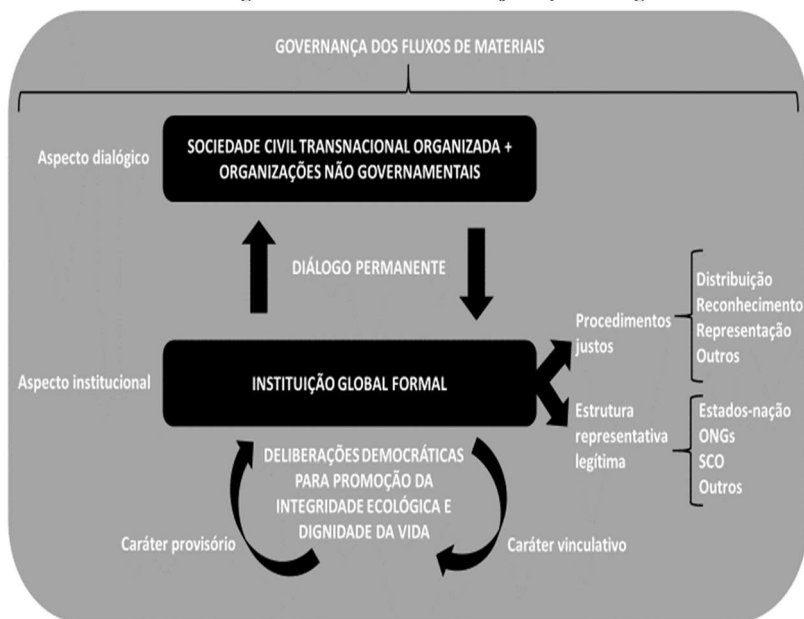 GOVERNANÇA DOS FLUXOS DE MATERIAIS
Aspecto dialógico
SOCIEDADE CIVIL TRANSNACIONAL ORGANIZADA +
ORGANIZAÇÕES NÃO GOVERNAMENTAIS
DIÁLOGO PERMANENTE
Aspecto institucional
INSTITUIÇÃO GLOBAL FORMAL
Procedimentos
justos
Distribuição
Reconhecimento
Representação
Outros
Estrutura
representativa
legítima
Estados-nação
ONGs
SCO
Outros
DELIBERAÇÕES DEMOCRÁTICAS
PARA PROMOÇÃO DA
INTEGRIDADE ECOLÓGICA E
DIGNIDADE DA VIDA
Caráter provisório
Caráter vinculativo